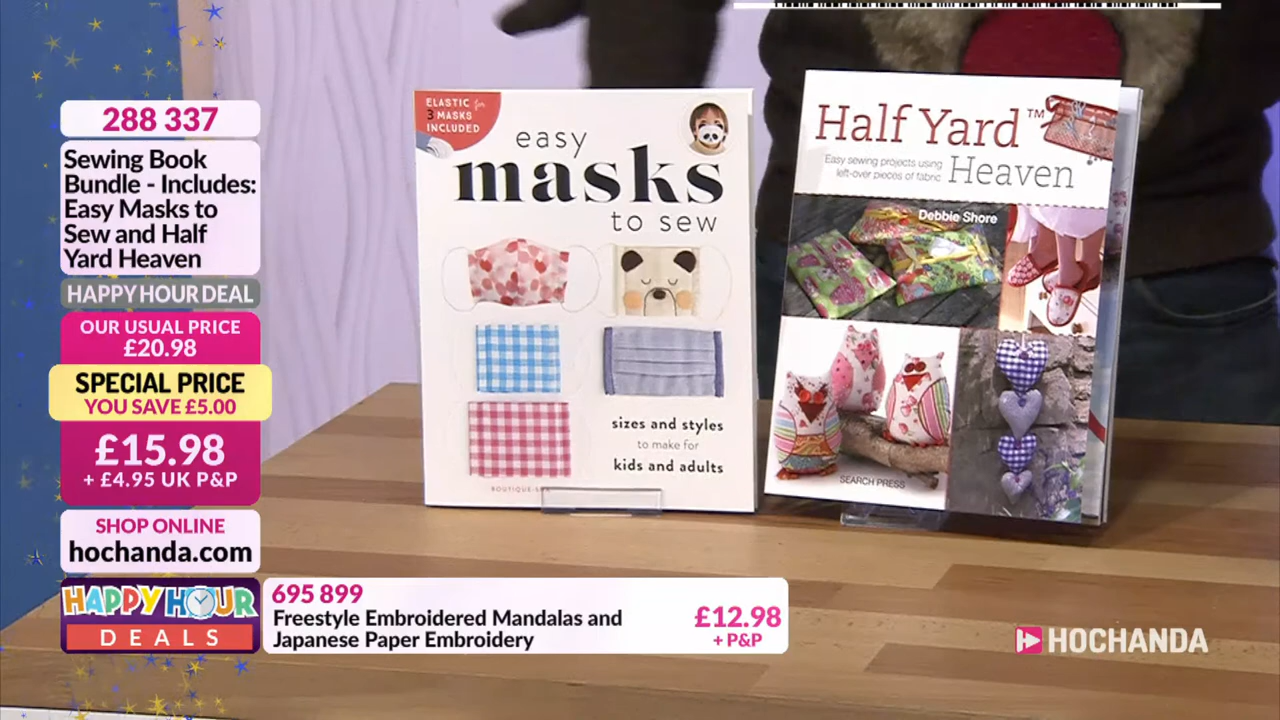 288 337
Sewing Book
Bundle - Includes:
Easy Masks to
Sew and Half
Yard Heaven
HAPPY HOUR DEAL
OUR USUAL PRICE
£20.98
SPECIAL PRICE
YOU SAVE £5.00
£15.98
+ £4.95 UK P&P
SHOP ONLINE
hochanda.com
HAPPY HOUR
DEALS
695 899
Freestyle Embroidered Mandalas and
Japanese Paper Embroidery
£12.98
+ P&P
HOCHANDA
ELASTIC for
3 MASKS
INCLUDED
easy
masks
to sew
sizes and styles
to make for
kids and adults
Half Yard™
Heaven
Easy sewing projects using
left-over pieces of fabric
Debbie Shore
SEARCH PRESS